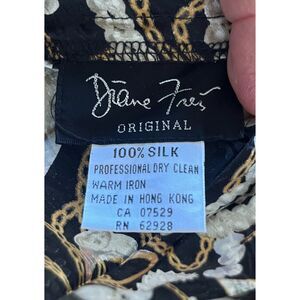 Diane Freis
ORIGINAL
100% SILK
PROFESSIONAL DRY CLEAN
WARM IRON
MADE IN HONG KONG
CA 07529
RN 62928